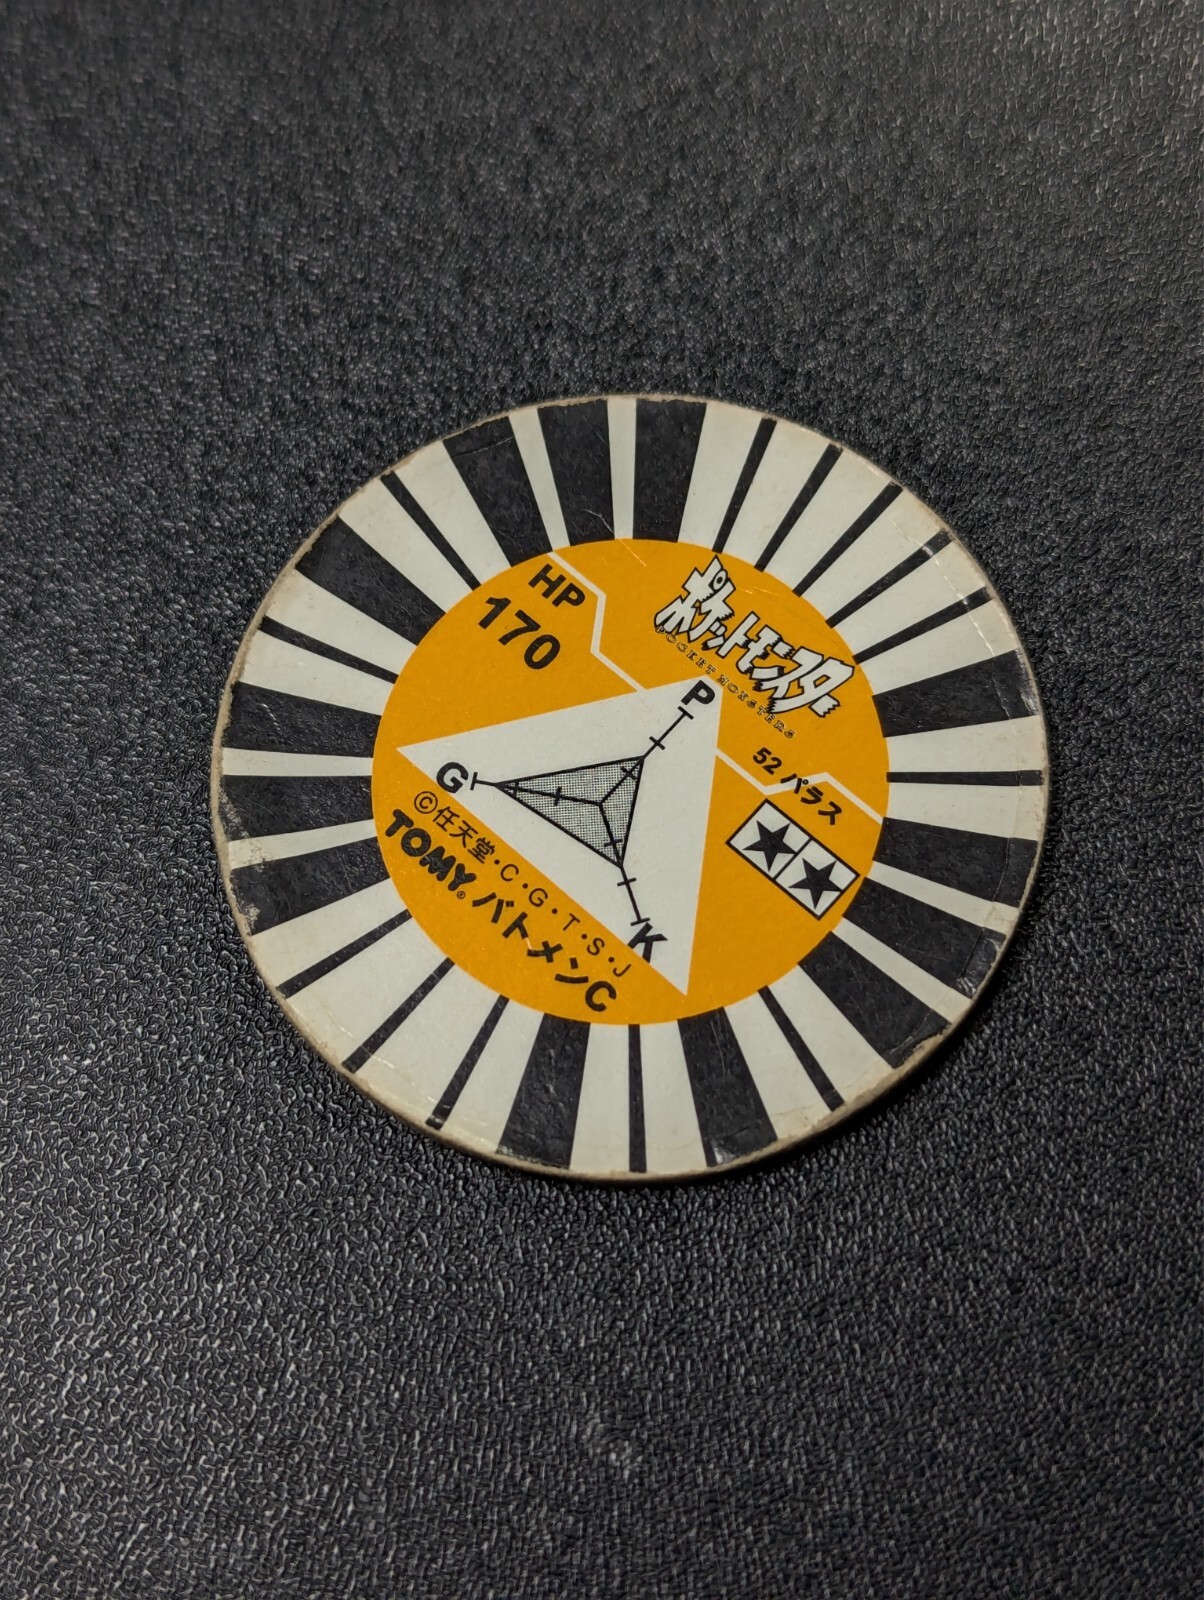 HP
170
ポケットモンスター
POCKET MONSTERS
P
52 パラス
G
K
©任天堂・C・G・T・S・J
TOMY® バトメンC